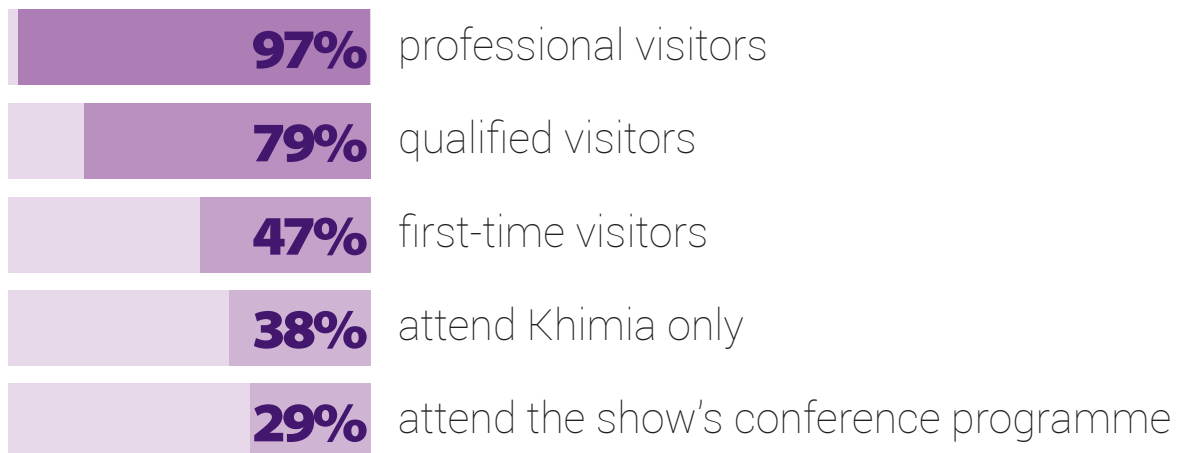 97% professional visitors
79% qualified visitors
47% first-time visitors
38% attend Khimia only
29% attend the show’s conference programme